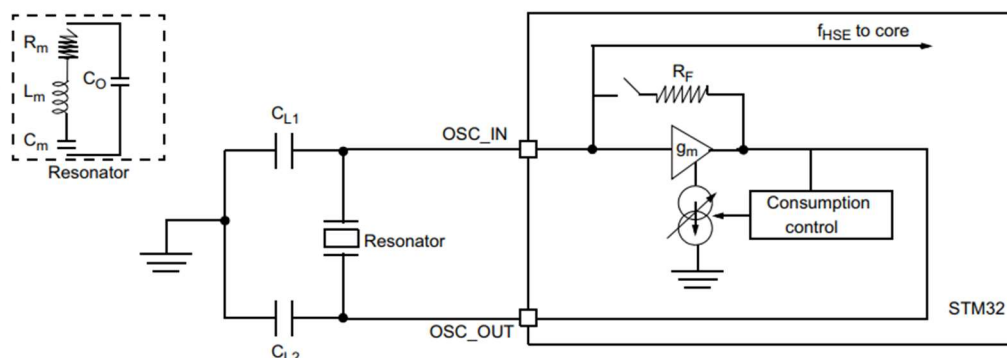 Rm
CO
Lm
Cm
Resonator
CL1
CL2
Resonator
OSC_IN
OSC_OUT
fHSE to core
RF
gm
Consumption
control
STM32